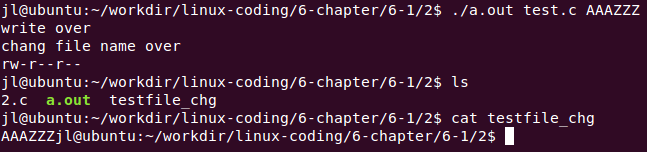 jl@ubuntu:~/workdir/linux-coding/6-chapter/6-1/2$ ./a.out test.c AAAZZZ
write over
chang file name over
rw-r--r--
jl@ubuntu:~/workdir/linux-coding/6-chapter/6-1/2$ ls
2.c  a.out  testfile_chg
jl@ubuntu:~/workdir/linux-coding/6-chapter/6-1/2$ cat testfile_chg
AAAZZZjl@ubuntu:~/workdir/linux-coding/6-chapter/6-1/2$